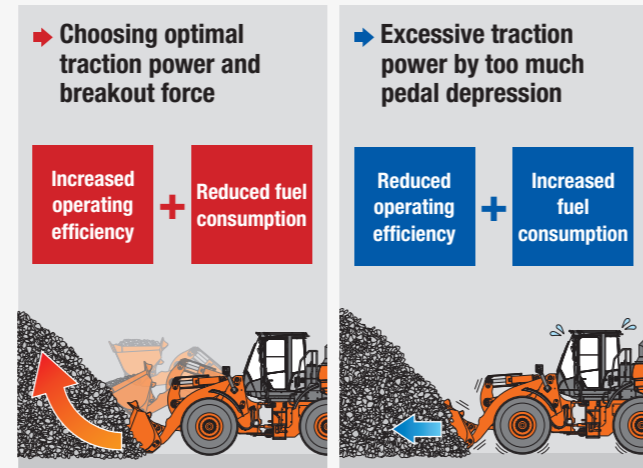 Choosing optimal
traction power and
breakout force
Increased
operating
efficiency
+
Reduced fuel
consumption
Excessive traction
power by too much
pedal depression
Reduced
operating
efficiency
+
Increased
fuel
consumption